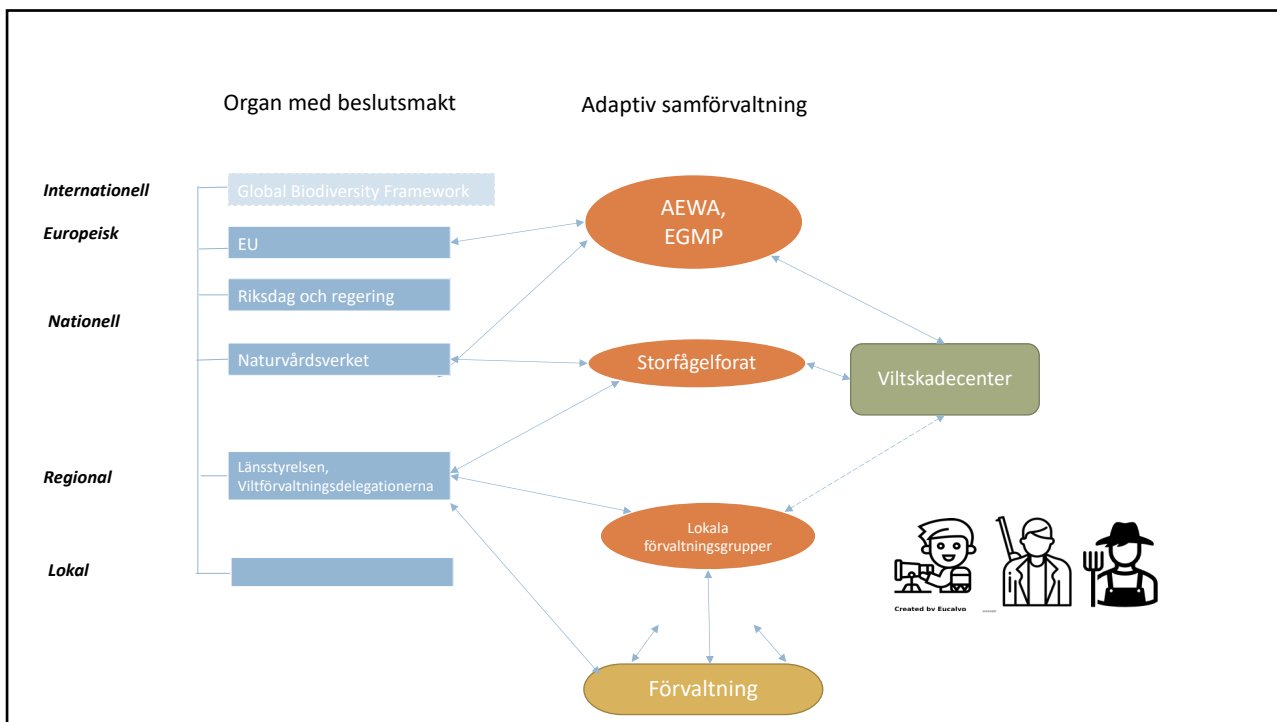 Organ med beslutsmakt
Adaptiv samförvaltning
Internationell
Global Biodiversity Framework
AEWA,
EGMP
Europeisk
EU
Riksdag och regering
Nationell
Naturvårdsverket
Storfågelforat
Viltskadecenter
Regional
Länsstyrelsen,
Viltförvaltningsdelegationerna
Lokala
förvaltningsgrupper
Lokal
Created by Eucalyp
Förvaltning